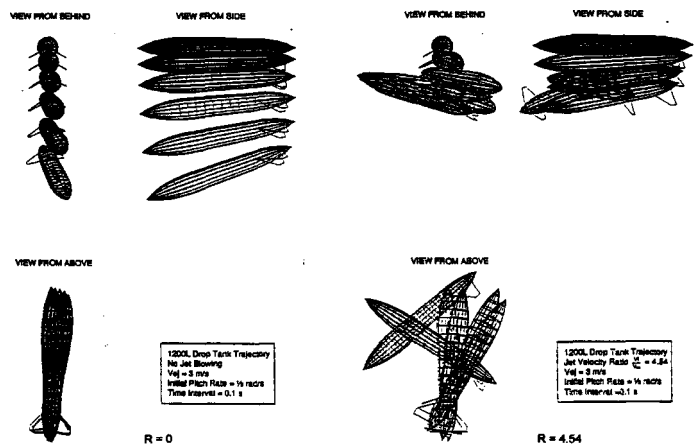 VIEW FROM BEHIND
VIEW FROM SIDE
VIEW FROM BEHIND
VIEW FROM SIDE
VIEW FROM ABOVE
VIEW FROM ABOVE
1200L Drop Tank Trajectory
No Jet Blowing
Vej = 3 m/s
Initial Pitch Rate = ½ rad/s
Time Interval = 0.1 s
R = 0
1200L Drop Tank Trajectory
Jet Velocity Ratio = 4.54
Vej = 3 m/s
Initial Pitch Rate = ½ rad/s
Time Interval = 0.1 s
R = 4.54